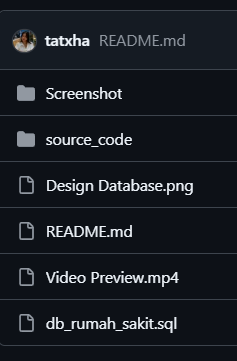 tatxha README.md
Screenshot
source_code
Design Database.png
README.md
Video Preview.mp4
db_rumah_sakit.sql